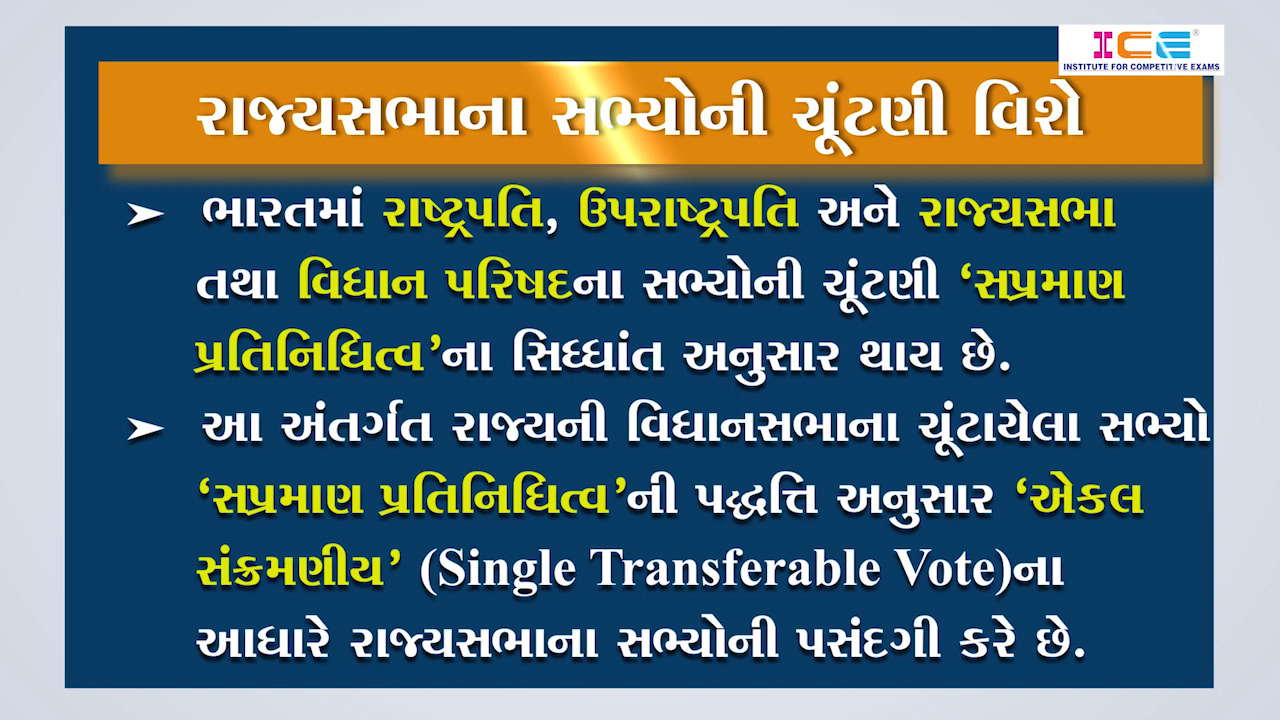 ICE®
INSTITUTE FOR COMPETITIVE EXAMS
રાજ્યસભાના સભ્યોની ચૂંટણી વિશે
➢ ભારતમાં રાષ્ટ્રપતિ, ઉપરાષ્ટ્રપતિ અને રાજ્યસભા
તથા વિધાન પરિષદના સભ્યોની ચૂંટણી ‘સપ્રમાણ
પ્રતિનિધિત્વ’ના સિધ્ધાંત અનુસાર થાય છે.
➢ આ અંતર્ગત રાજ્યની વિધાનસભાના ચૂંટાયેલા સભ્યો
‘સપ્રમાણ પ્રતિનિધિત્વ’ની પદ્ધત્તિ અનુસાર ‘એકલ
સંક્રમણીય’ (Single Transferable Vote)ના
આધારે રાજ્યસભાના સભ્યોની પસંદગી કરે છે.